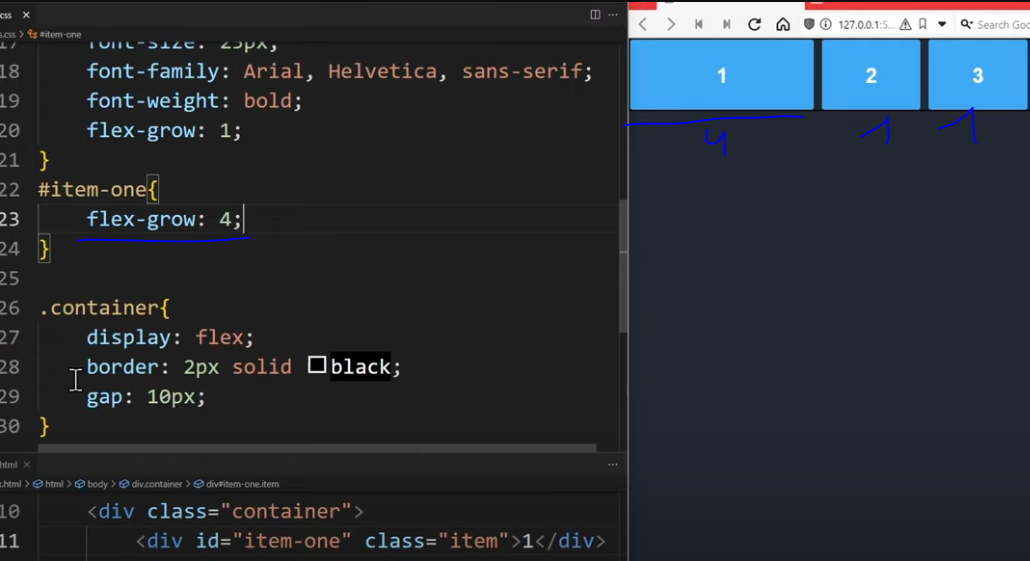 css ×
s.css > #item-one
17 font-size: 25px;
18 font-family: Arial, Helvetica, sans-serif;
19 font-weight: bold;
20 flex-grow: 1;
21 }
22 #item-one{
23 flex-grow: 4;
24 }
25
26 .container{
27 display: flex;
28 border: 2px solid black;
29 gap: 10px;
30 }
html ×
x.html > html > body > div.container > div#item-one.item
10 <div class="container">
11 <div id="item-one" class="item">1</div>
127.0.0.1:5... Search Goo
1 2 3
4 1 1